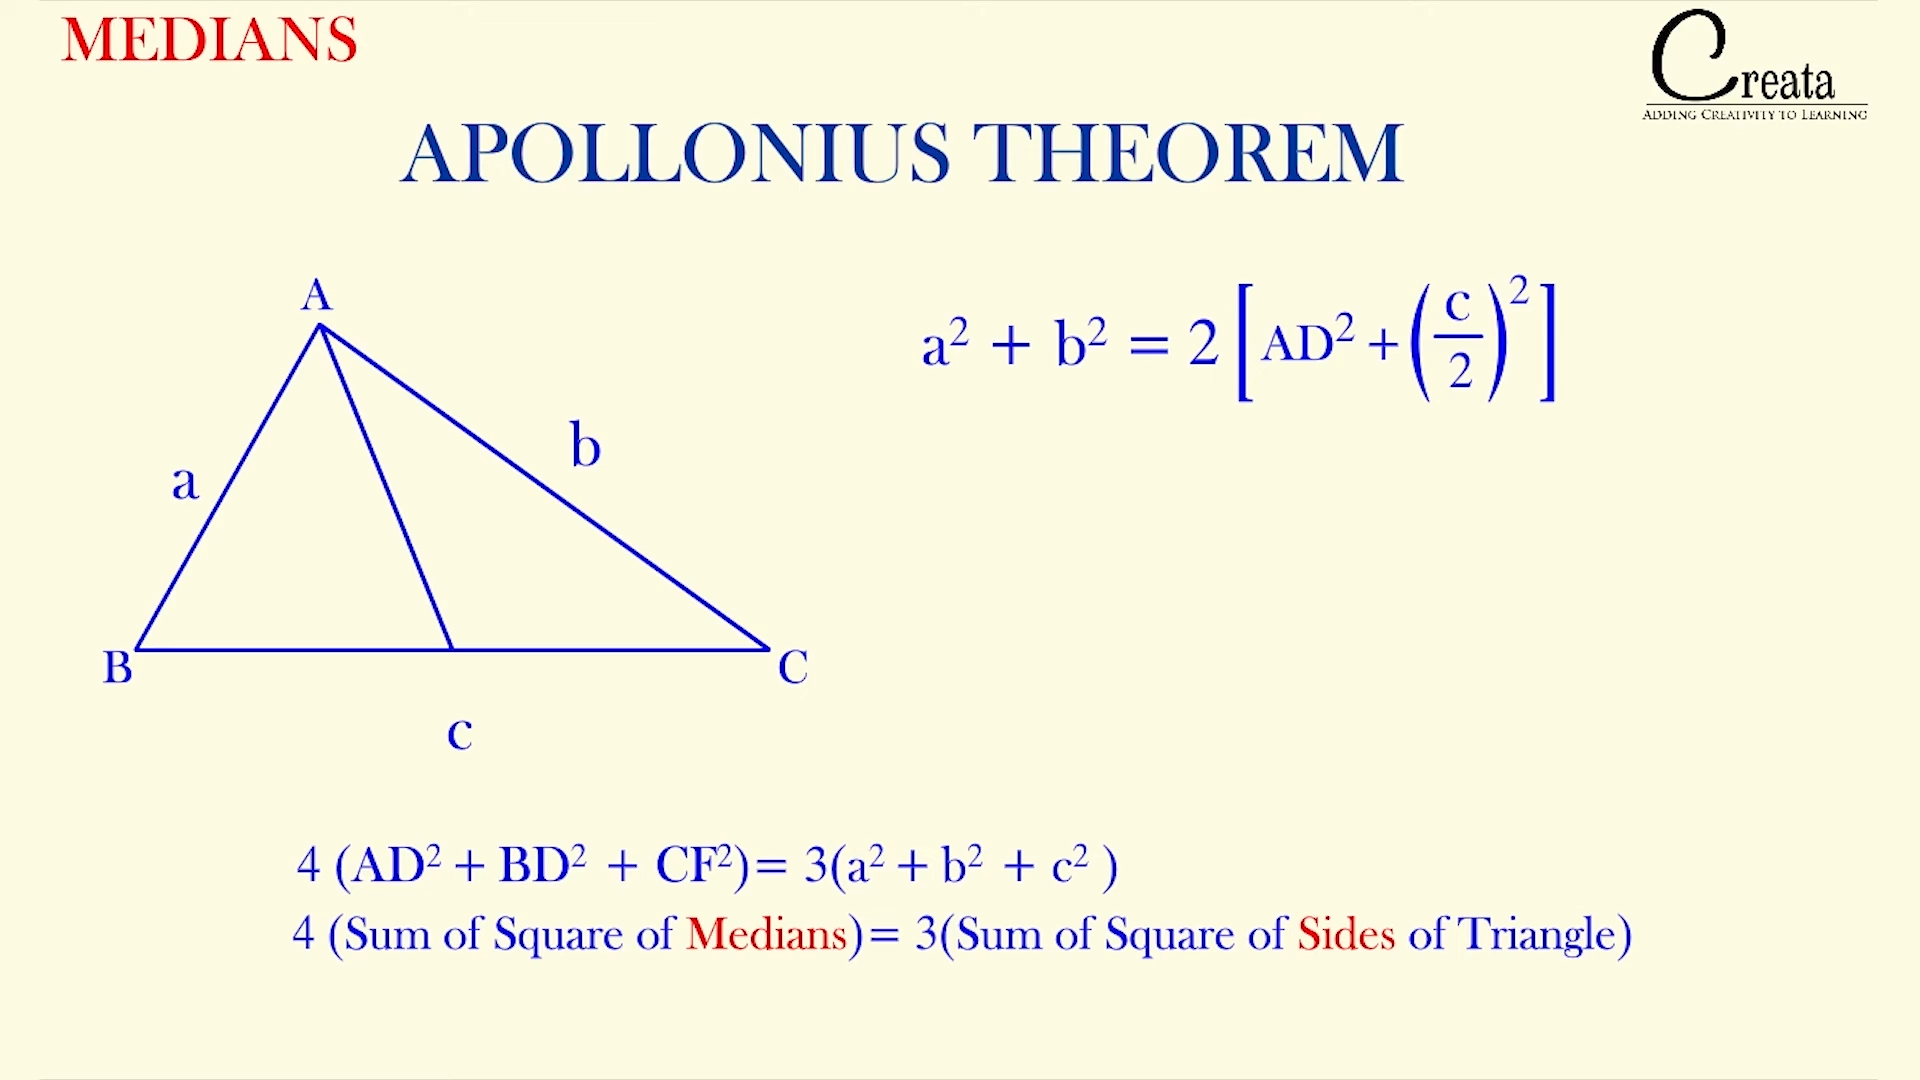 MEDIANS
Creata
ADDING CREATIVITY TO LEARNING
APOLLONIUS THEOREM
A
a² + b² = 2 [AD² + (c/2)²]
b
a
B
C
c
4 (AD² + BD² + CF²)= 3(a² + b² + c² )
4 (Sum of Square of Medians)= 3(Sum of Square of Sides of Triangle)